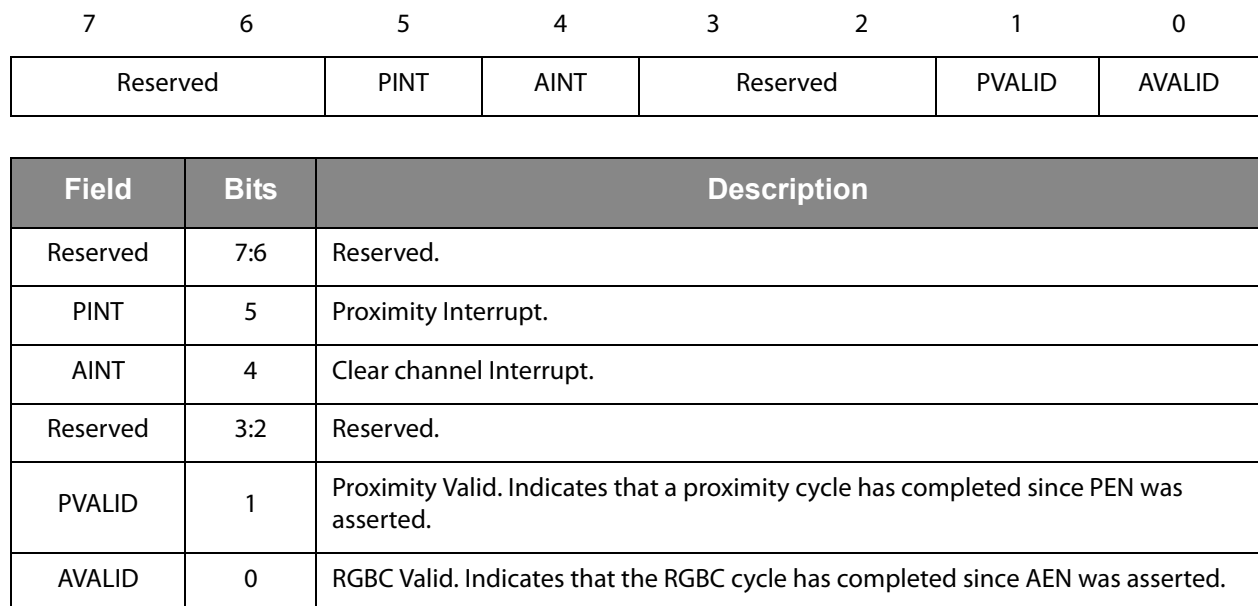 7 6 5 4 3 2 1 0
Reserved PINT AINT Reserved PVALID AVALID
Field Bits Description
Reserved 7:6 Reserved.
PINT 5 Proximity Interrupt.
AINT 4 Clear channel Interrupt.
Reserved 3:2 Reserved.
PVALID 1 Proximity Valid. Indicates that a proximity cycle has completed since PEN was
asserted.
AVALID 0 RGBC Valid. Indicates that the RGBC cycle has completed since AEN was asserted.